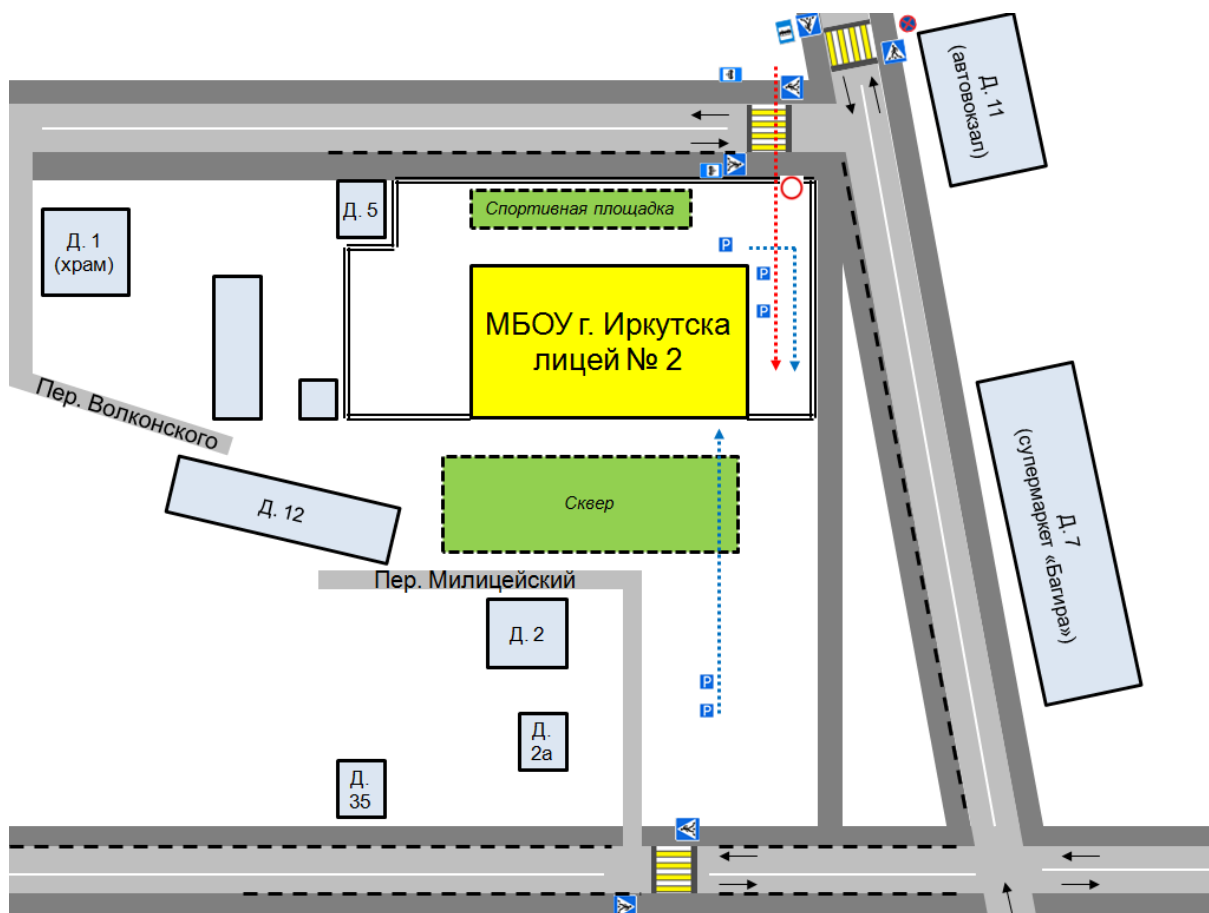 Д. 11
(автовокзал)
Д. 5
Спортивная площадка
Д. 1
(храм)
P
P
P
МБОУ г. Иркутска
лицей № 2
Пер. Волконского
Д. 7
(супермаркет «Багира»)
Д. 12
Сквер
Пер. Милицейский
Д. 2
P
P
Д.
2а
Д.
35